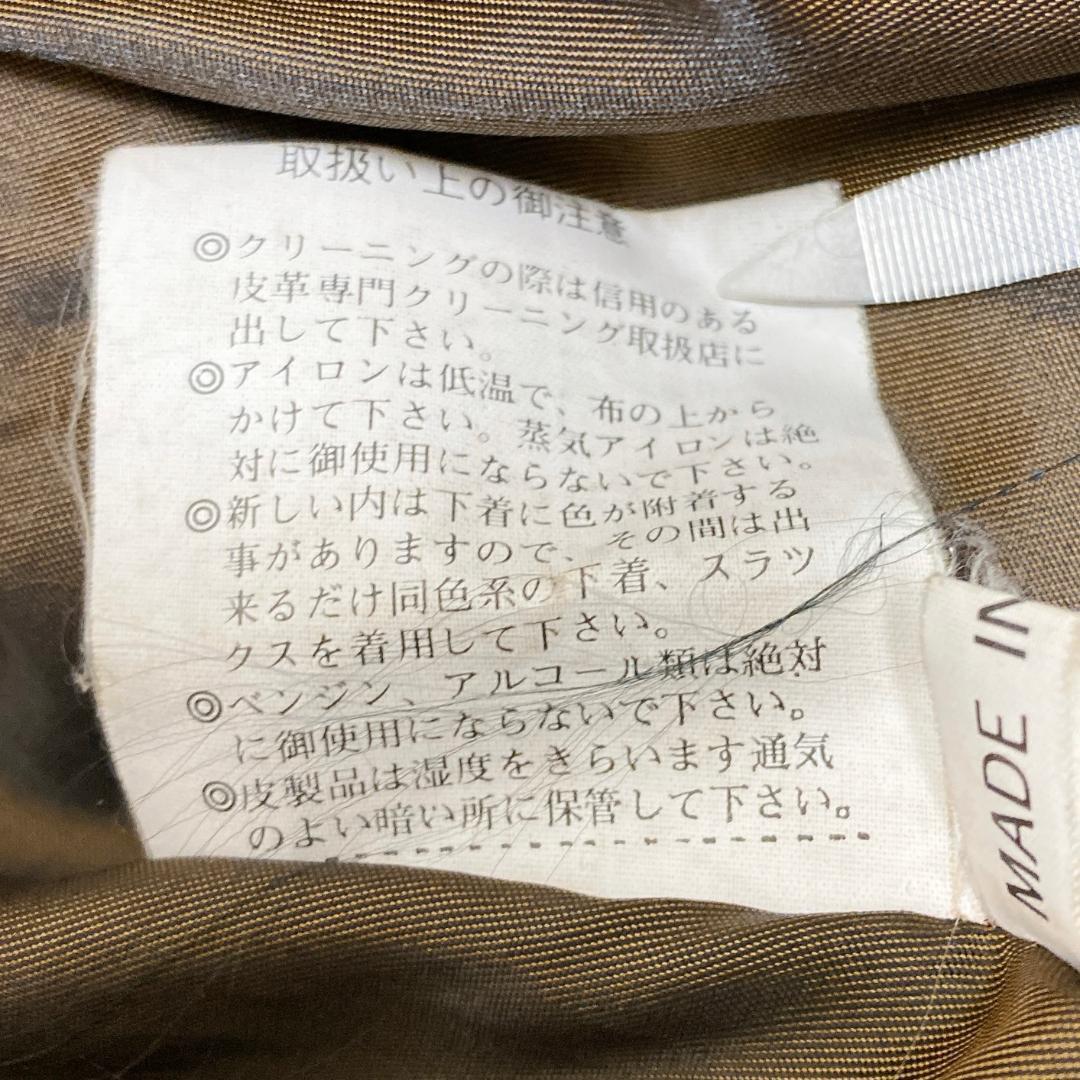 取扱い上の御注意
◎クリーニングの際は信用のある
皮革専門クリーニング取扱店に
出して下さい。
◎アイロンは低温で、布の上から
かけて下さい。蒸気アイロンは絶
対に御使用にならないで下さい。
◎新しい内は下着に色が附着する
事がありますので、その間は出
来るだけ同色系の下着、スラッ
クスを着用して下さい。
◎ベンジン、アルコール類は絶対
に御使用にならないで下さい。
◎皮製品は湿度をきらいます通気
のよい暗い所に保管して下さい。
MADE IN